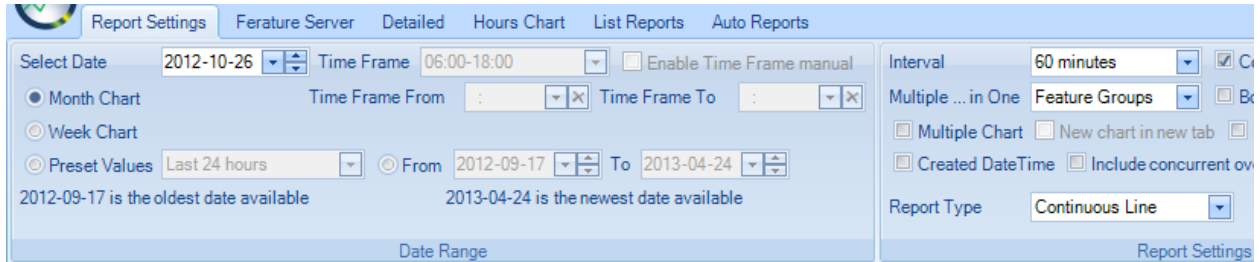 Report Settings Ferature Server Detailed Hours Chart List Reports Auto Reports
Select Date 2012-10-26 Time Frame 06:00-18:00 Enable Time Frame manual
Month Chart Time Frame From : Time Frame To :
Week Chart
Preset Values Last 24 hours From 2012-09-17 To 2013-04-24
2012-09-17 is the oldest date available 2013-04-24 is the newest date available
Date Range
Interval 60 minutes
Multiple ... in One Feature Groups
Multiple Chart New chart in new tab
Created DateTime Include concurrent
Report Type Continuous Line
Report Settings